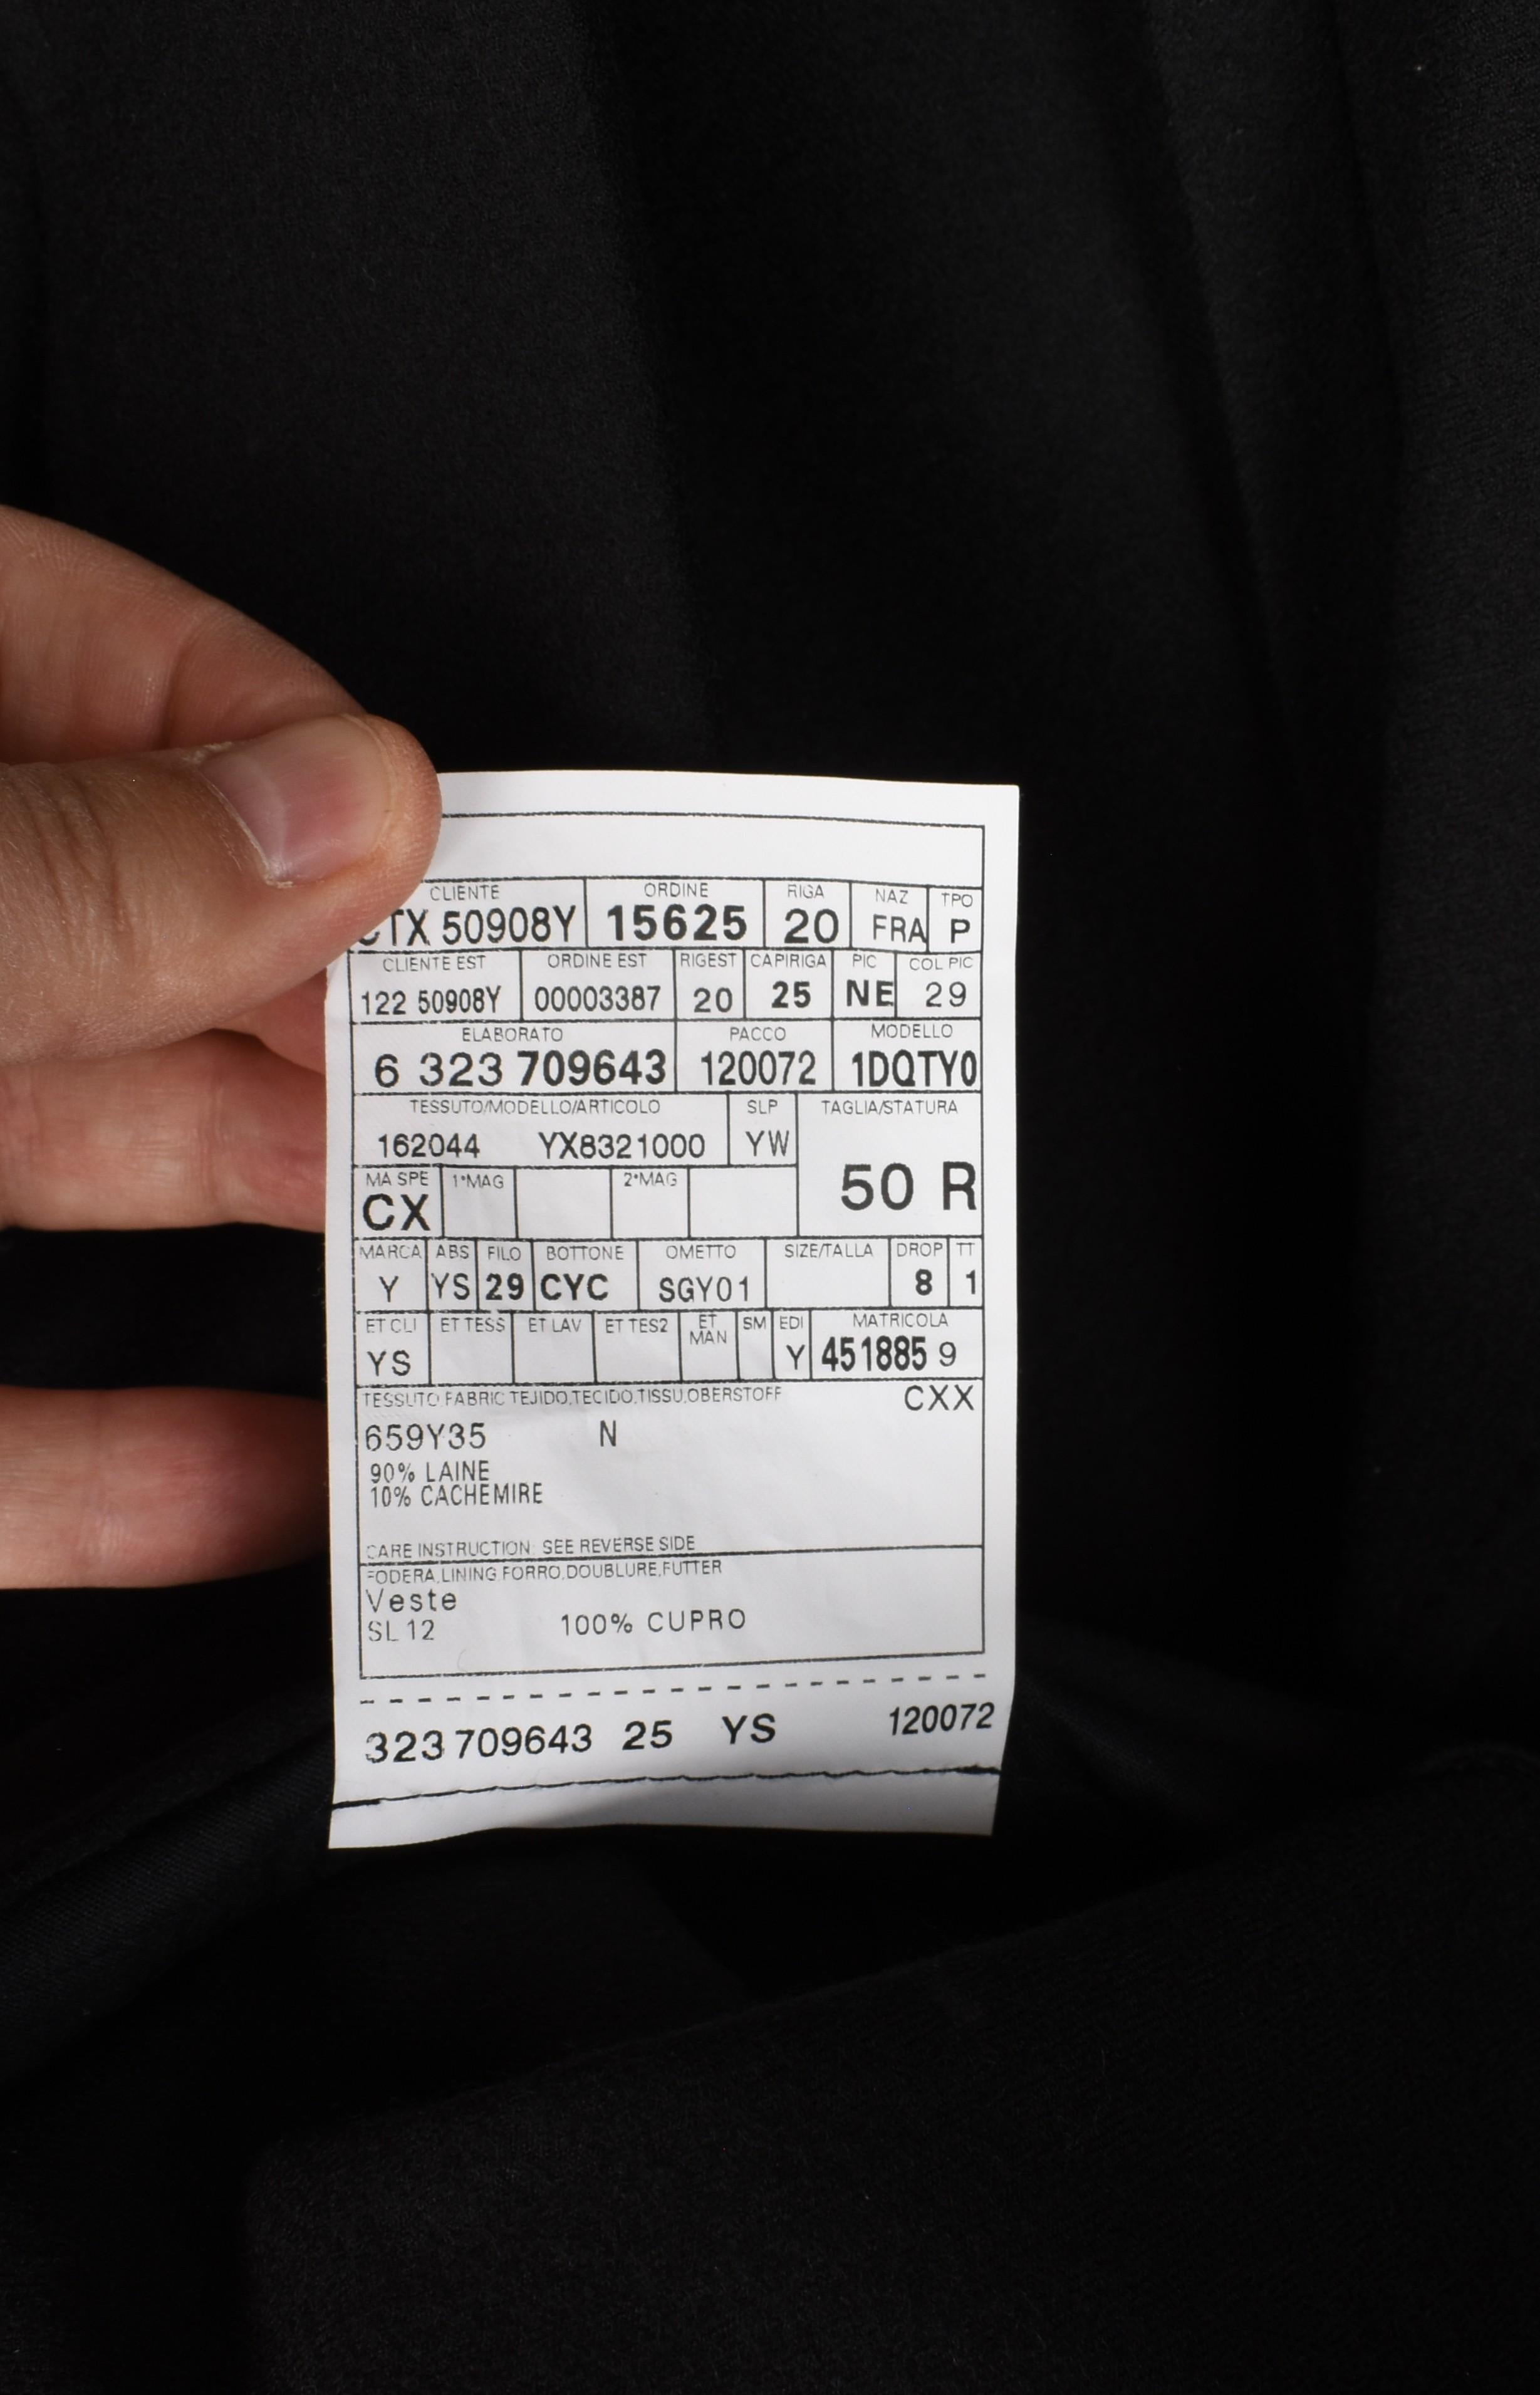 CLIENTE ORDINE RIGA NAZ TPO
50908Y 15625 20 FRA P
CLIENTE EST ORDINE EST RIGEST CAPIRIGA PIC COL PIC
122 50908Y 00003387 20 25 NE 29
ELABORATO PACCO MODELLO
6 323 709643 120072 1DQTY0
TESSUTO/MODELLO/ARTICOLO SLP TAGLIA/STATURA
162044 YX8321000 YW
50 R
MA SPE 1°MAG 2°MAG
CX
MARCA ABS FILO BOTTONE OMETTO SIZE/TALLA DROP TT
Y YS 29 CYC SGY01 8 1
ET CLI ET TESS ET LAV ET TES2 ET MAN SM EDI MATRICOLA
YS Y 451885 9
TESSUTO,FABRIC,TEJIDO,TECIDO,TISSU,OBERSTOFF CXX
659Y35 N
90% LAINE
10% CACHEMIRE
CARE INSTRUCTION: SEE REVERSE SIDE
FODERA,LINING,FORRO,DOUBLURE,FUTTER
Veste
SL12 100% CUPRO
323 709643 25 YS 120072